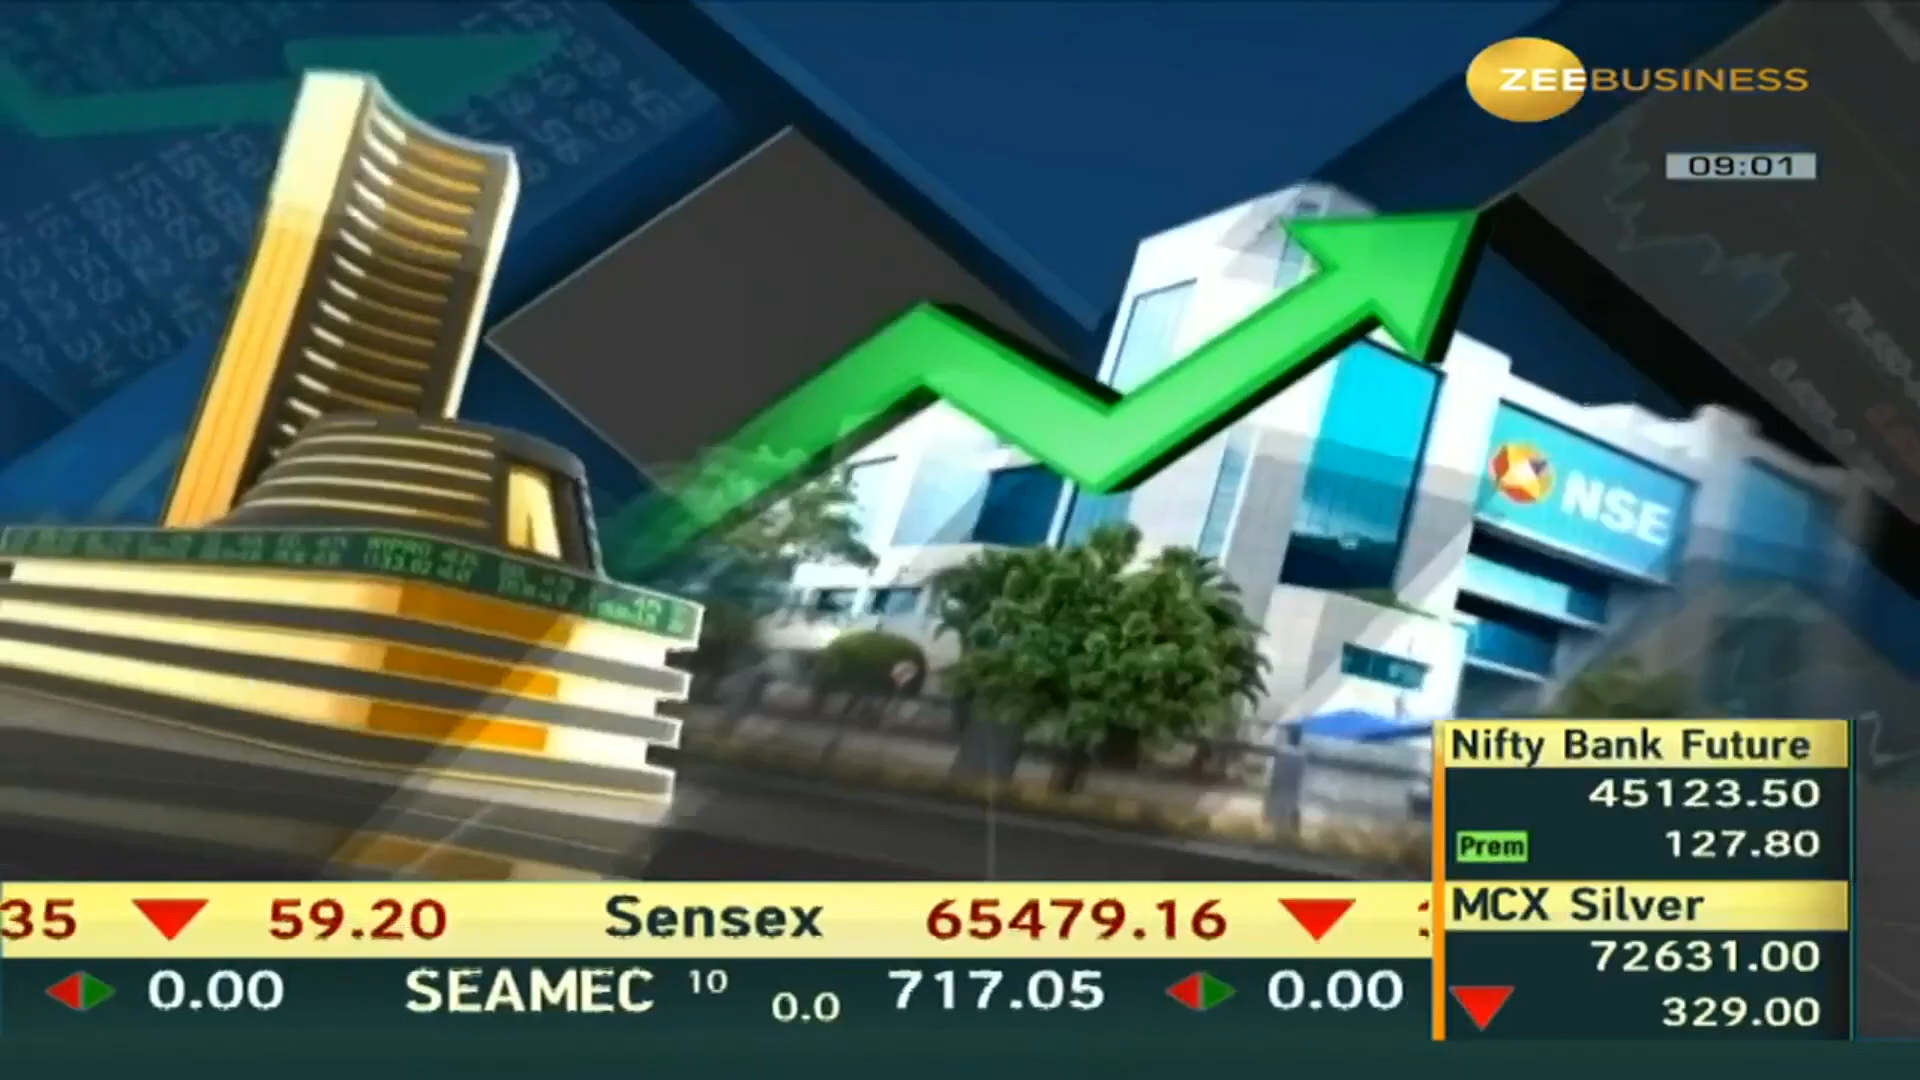 ZEEBUSINESS
09:01
NSE
Nifty Bank Future
45123.50
Prem 127.80
MCX Silver
72631.00
329.00
35 59.20 Sensex 65479.16
0.00 SEAMEC 10 0.0 717.05 0.00